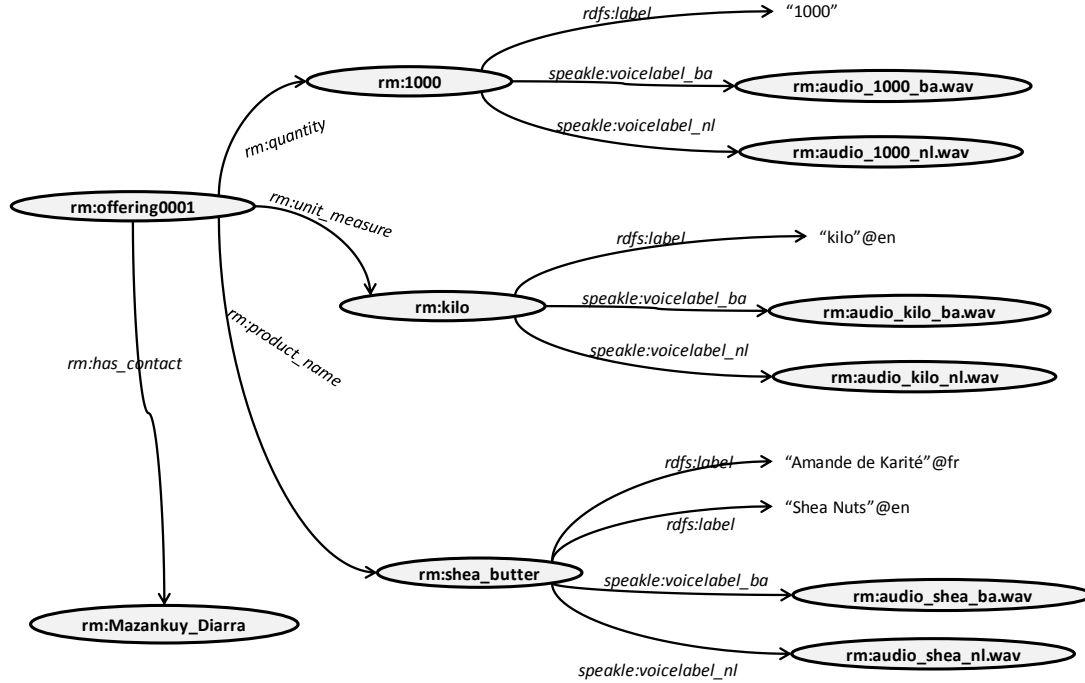 rdfs:label
“1000”
speakle:voicelabel_ba
rm:1000
rm:audio_1000_ba.wav
speakle:voicelabel_nl
rm:quantity
rm:audio_1000_nl.wav
rm:offering0001
rm:unit_measure
rdfs:label
“kilo”@en
speakle:voicelabel_ba
rm:kilo
rm:audio_kilo_ba.wav
rm:product_name
speakle:voicelabel_nl
rm:has_contact
rm:audio_kilo_nl.wav
rdfs:label
“Amande de Karité”@fr
“Shea Nuts”@en
rdfs:label
rm:shea_butter
speakle:voicelabel_ba
rm:audio_shea_ba.wav
rm:Mazankuy_Diarra
rm:audio_shea_nl.wav
speakle:voicelabel_nl